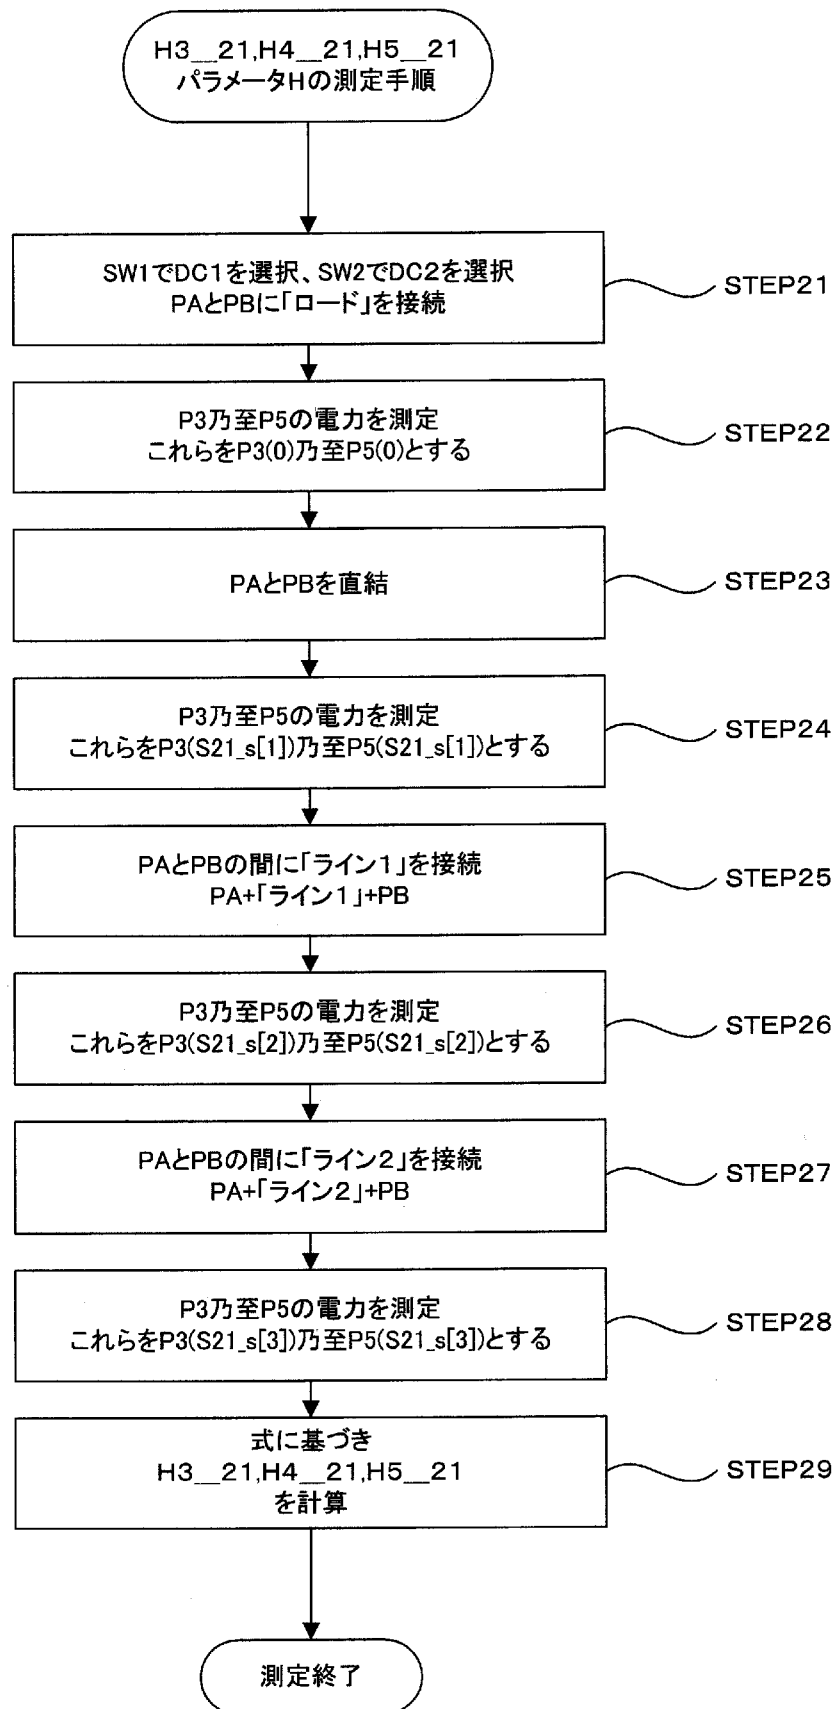 H3__21,H4__21,H5__21
パラメータHの測定手順
SW1でDC1を選択、SW2でDC2を選択
PAとPBに「ロード」を接続
STEP21
P3乃至P5の電力を測定
これらをP3(0)乃至P5(0)とする
STEP22
PAとPBを直結
STEP23
P3乃至P5の電力を測定
これらをP3(S21_s[1])乃至P5(S21_s[1])とする
STEP24
PAとPBの間に「ライン1」を接続
PA+「ライン1」+PB
STEP25
P3乃至P5の電力を測定
これらをP3(S21_s[2])乃至P5(S21_s[2])とする
STEP26
PAとPBの間に「ライン2」を接続
PA+「ライン2」+PB
STEP27
P3乃至P5の電力を測定
これらをP3(S21_s[3])乃至P5(S21_s[3])とする
STEP28
式に基づき
H3__21,H4__21,H5__21
を計算
STEP29
測定終了